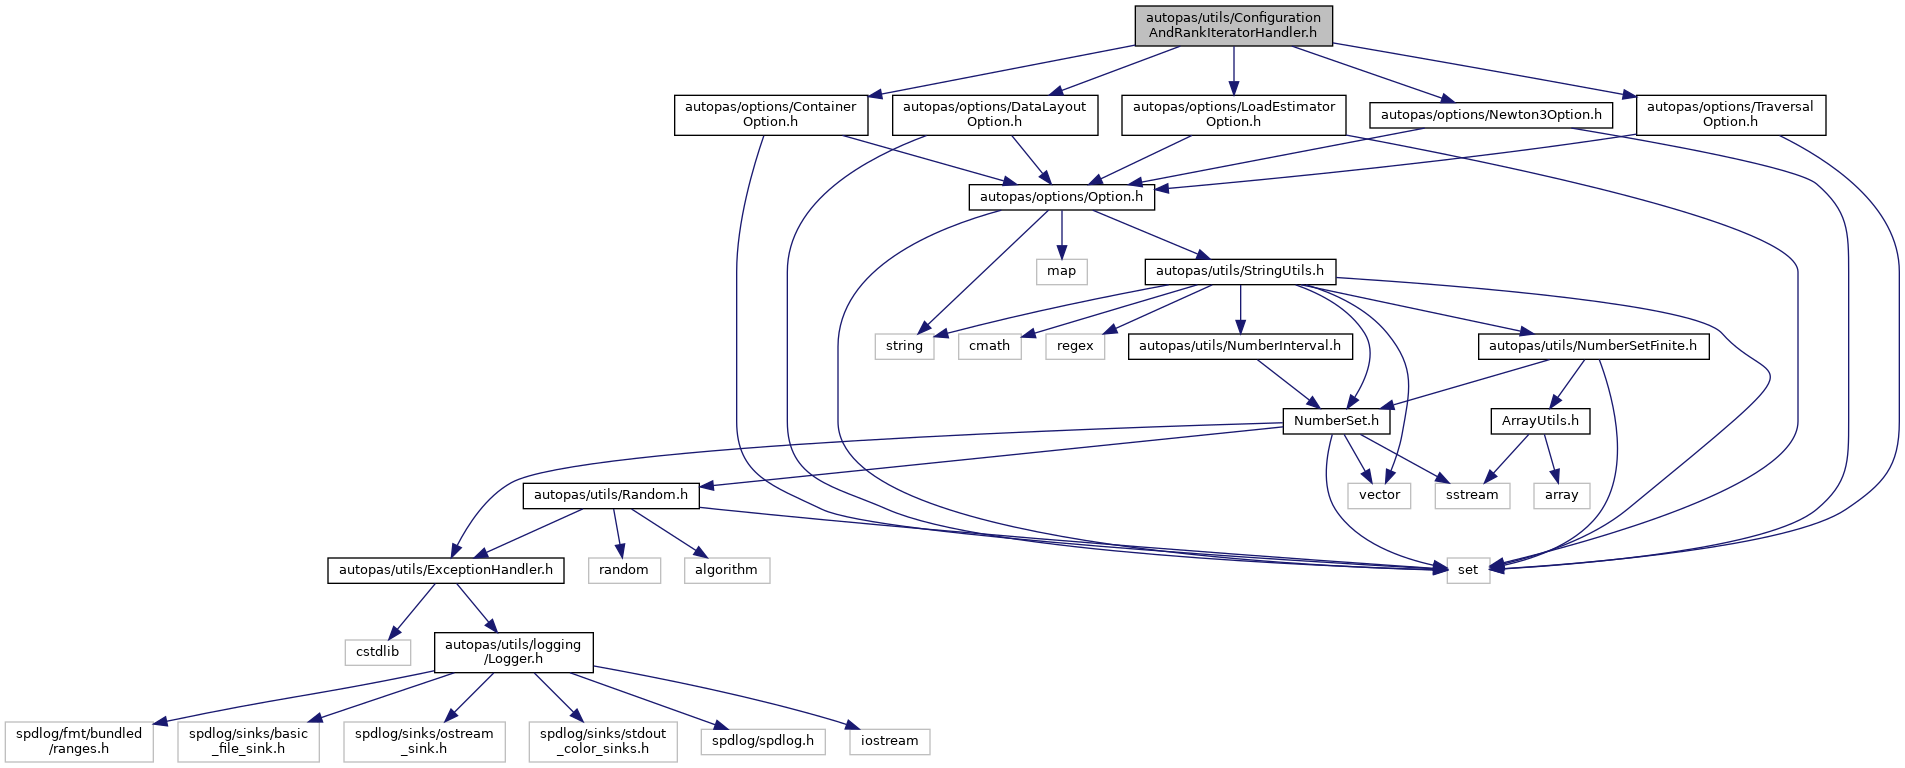 autopas/utils/Configuration
AndRankIteratorHandler.h
autopas/options/Container
Option.h
autopas/options/DataLayout
Option.h
autopas/options/LoadEstimator
Option.h
autopas/options/Newton3Option.h
autopas/options/Traversal
Option.h
autopas/options/Option.h
map
autopas/utils/StringUtils.h
string
cmath
regex
autopas/utils/NumberInterval.h
autopas/utils/NumberSetFinite.h
NumberSet.h
ArrayUtils.h
autopas/utils/Random.h
vector
sstream
array
autopas/utils/ExceptionHandler.h
random
algorithm
set
cstdlib
autopas/utils/logging
/Logger.h
spdlog/fmt/bundled
/ranges.h
spdlog/sinks/basic
_file_sink.h
spdlog/sinks/ostream
_sink.h
spdlog/sinks/stdout
_color_sinks.h
spdlog/spdlog.h
iostream